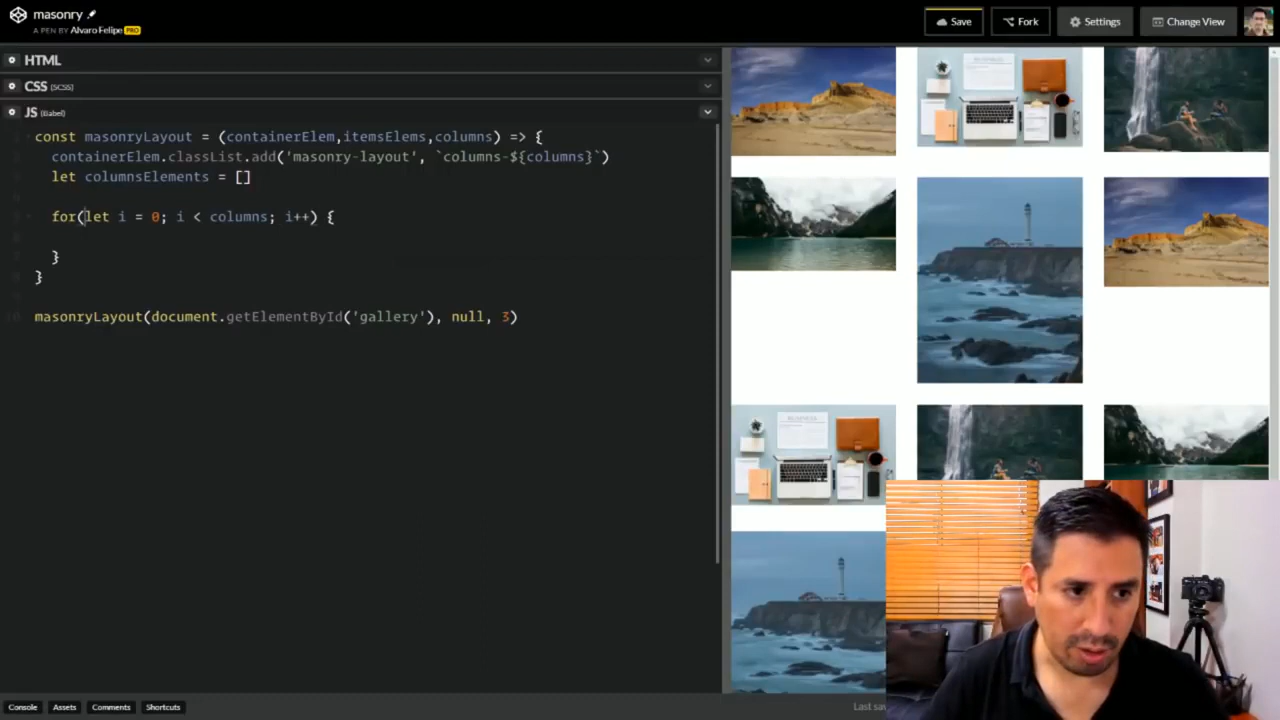 masonry
A PEN BY Alvaro Felipe PRO
Save
Fork
Settings
Change View
HTML
CSS (SCSS)
JS (Babel)
const masonryLayout = (containerElem,itemsElems,columns) => {
containerElem.classList.add('masonry-layout', `columns-${columns}`)
let columnsElements = []
for(let i = 0; i < columns; i++) {
}
}
masonryLayout(document.getElementById('gallery'), null, 3)
Console
Assets
Comments
Shortcuts
Last sav